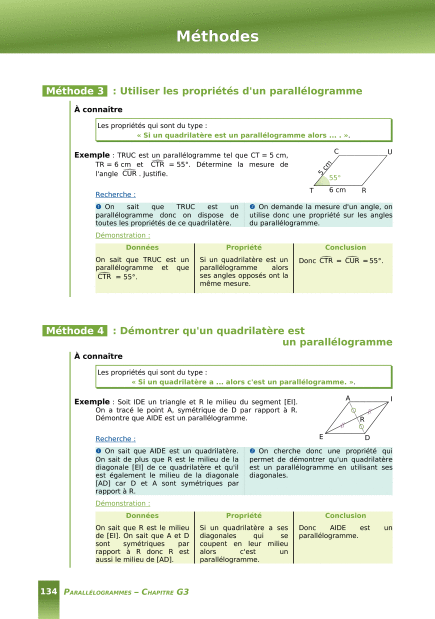 Méthodes
Méthode 3 : Utiliser les propriétés d'un parallélogramme
À connaître
Les propriétés qui sont du type :
« Si un quadrilatère est un parallélogramme alors ... . ».
Exemple : TRUC est un parallélogramme tel que CT = 5 cm,
TR = 6 cm et CTR = 55°. Détermine la mesure de
l'angle CUR . Justifie.
C
U
5 cm
55°
T
6 cm
R
Recherche :
❶ On sait que TRUC est un
parallélogramme donc on dispose de
toutes les propriétés de ce quadrilatère.
❷ On demande la mesure d'un angle, on
utilise donc une propriété sur les angles
du parallélogramme.
Démonstration :
Données
On sait que TRUC est un
parallélogramme et que
CTR = 55°.
Propriété
Si un quadrilatère est un
parallélogramme alors
ses angles opposés ont la
même mesure.
Conclusion
Donc CTR = CUR = 55°.
Méthode 4 : Démontrer qu'un quadrilatère est
un parallélogramme
À connaître
Les propriétés qui sont du type :
« Si un quadrilatère a ... alors c'est un parallélogramme. ».
Exemple : Soit IDE un triangle et R le milieu du segment [EI].
On a tracé le point A, symétrique de D par rapport à R.
Démontre que AIDE est un parallélogramme.
A
I
R
E
D
Recherche :
❶ On sait que AIDE est un quadrilatère.
On sait de plus que R est le milieu de la
diagonale [EI] de ce quadrilatère et qu'il
est également le milieu de la diagonale
[AD] car D et A sont symétriques par
rapport à R.
❷ On cherche donc une propriété qui
permet de démontrer qu'un quadrilatère
est un parallélogramme en utilisant ses
diagonales.
Démonstration :
Données
On sait que R est le milieu
de [EI]. On sait que A et D
sont symétriques par
rapport à R donc R est
aussi le milieu de [AD].
Propriété
Si un quadrilatère a ses
diagonales qui se
coupent en leur milieu
alors c'est un
parallélogramme.
Conclusion
Donc AIDE est un
parallélogramme.
134 PARALLÉLOGRAMMES – CHAPITRE G3